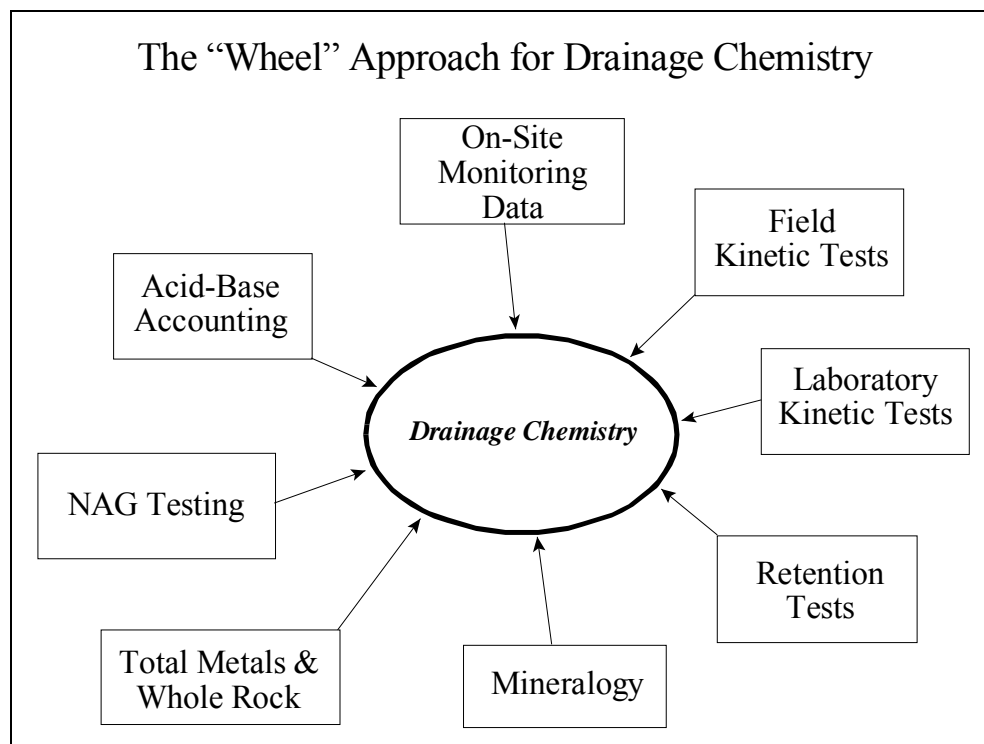 The “Wheel” Approach for Drainage Chemistry
On-Site
Monitoring
Data
Field
Kinetic Tests
Acid-Base
Accounting
Laboratory
Kinetic Tests
Drainage Chemistry
NAG Testing
Retention
Tests
Total Metals &
Whole Rock
Mineralogy